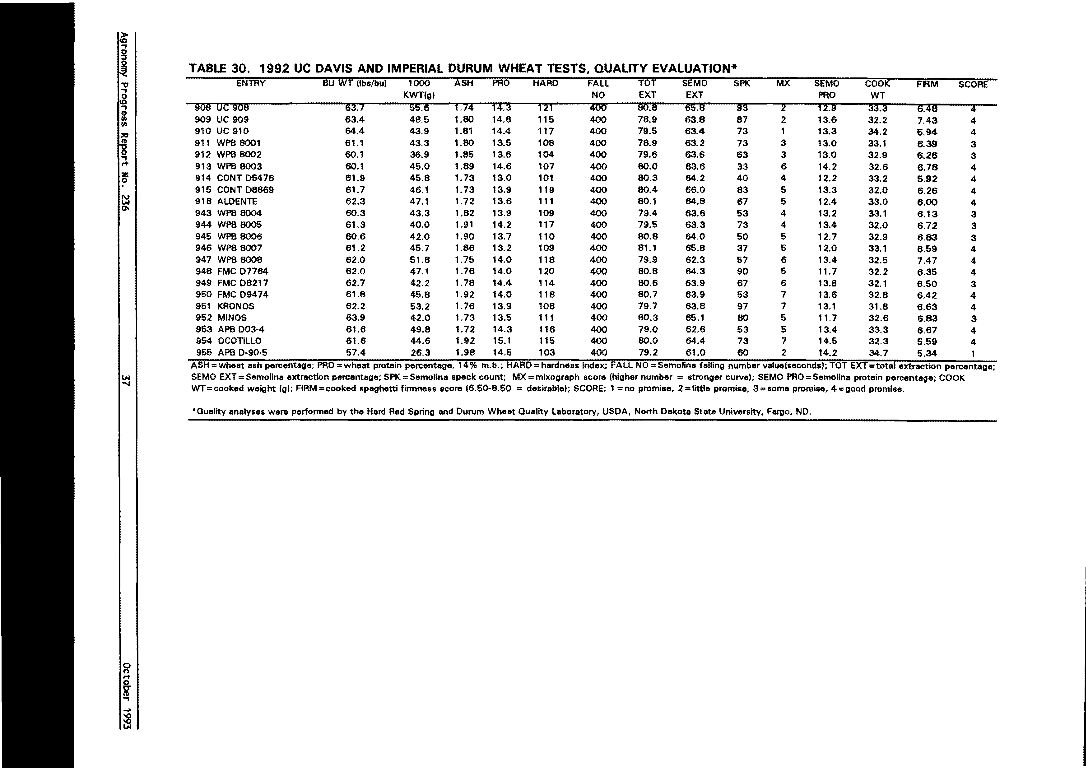 Agronomy Progress Report No. 236
37
October 1993
TABLE 30. 1992 UC DAVIS AND IMPERIAL DURUM WHEAT TESTS, QUALITY EVALUATION*
ENTRY BU WT (lbs/bu) 1000 ASH PRO HARD FALL TOT SEMO SPK MX SEMO COOK FIRM SCORE
KWT(g) NO EXT EXT PRO WT
908 UC 908 63.7 55.6 1.74 14.3 121 400 80.8 65.8 93 2 12.9 33.3 6.48 4
909 UC 909 63.4 48.5 1.80 14.8 115 400 78.9 63.8 87 2 13.6 32.2 7.43 4
910 UC 910 64.4 43.9 1.81 14.4 117 400 79.5 63.4 73 1 13.3 34.2 6.94 4
911 WPB 8001 61.1 43.3 1.80 13.5 108 400 78.9 63.2 73 3 13.0 33.1 6.39 3
912 WPB 8002 60.1 36.9 1.85 13.6 104 400 79.6 63.6 63 3 13.0 32.9 6.26 3
913 WPB 8003 60.1 45.0 1.89 14.6 107 400 80.0 63.6 33 6 14.2 32.6 6.78 4
914 CONT D5476 61.9 45.8 1.73 13.0 101 400 80.3 64.2 40 4 12.2 33.2 5.92 4
915 CONT D8669 61.7 46.1 1.73 13.9 119 400 80.4 66.0 83 5 13.3 32.0 6.26 4
918 ALDENTE 62.3 47.1 1.72 13.6 111 400 80.1 64.8 67 5 12.4 33.0 6.00 4
943 WPB 8004 60.3 43.3 1.82 13.9 109 400 79.4 63.6 53 4 13.2 33.1 6.13 3
944 WPB 8005 61.3 40.0 1.91 14.2 117 400 79.5 63.3 73 4 13.4 32.0 6.72 3
945 WPB 8006 60.6 42.0 1.90 13.7 110 400 80.8 64.0 50 5 12.7 32.9 6.83 3
946 WPB 8007 61.2 45.7 1.86 13.2 109 400 81.1 65.8 37 6 12.0 33.1 6.59 4
947 WPB 8008 62.0 51.8 1.75 14.0 118 400 79.9 62.3 57 6 13.4 32.5 7.47 4
948 FMC D7764 62.0 47.1 1.76 14.0 120 400 80.8 64.3 90 5 11.7 32.2 6.35 4
949 FMC D8217 62.7 42.2 1.78 14.4 114 400 80.6 63.9 67 6 13.8 32.1 6.50 3
950 FMC D9474 61.8 45.8 1.92 14.0 118 400 80.7 63.9 53 7 13.6 32.8 6.42 4
951 KRONOS 62.2 53.2 1.76 13.9 108 400 79.7 63.8 97 7 13.1 31.8 6.63 4
952 MINOS 63.9 42.0 1.73 13.5 111 400 80.3 65.1 80 5 11.7 32.6 6.83 3
953 APB D03-4 61.6 49.8 1.72 14.3 116 400 79.0 62.6 53 5 13.4 33.3 6.67 4
954 OCOTILLO 61.6 44.6 1.92 15.1 115 400 80.0 64.4 73 7 14.5 32.3 5.59 4
955 APB D-90-5 57.4 26.3 1.98 14.5 103 400 79.2 61.0 60 2 14.2 34.7 5.34 1
ASH=wheat ash percentage; PRO=wheat protein percentage, 14% m.b.; HARD=hardness index; FALL NO=Semolina falling number value(seconds); TOT EXT=total extraction percentage;
SEMO EXT=Semolina extraction percentage; SPK=Semolina speck count; MX=mixograph score (higher number = stronger curve); SEMO PRO=Semolina protein percentage; COOK
WT=cooked weight (g); FIRM=cooked spaghetti firmness score (6.50-8.50 = desirable); SCORE; 1=no promise, 2=little promise, 3=some promise, 4=good promise.
*Quality analyses were performed by the Hard Red Spring and Durum Wheat Quality Laboratory, USDA, North Dakota State University, Fargo, ND.